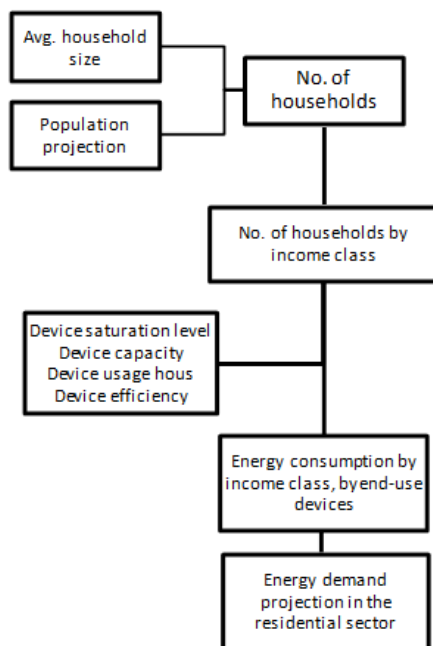 Avg. household
size
No. of
households
Population
projection
No. of households by
income class
Device saturation level
Device capacity
Device usage hous
Device efficiency
Energy consumption by
income class, byend-use
devices
Energy demand
projection in the
residential sector